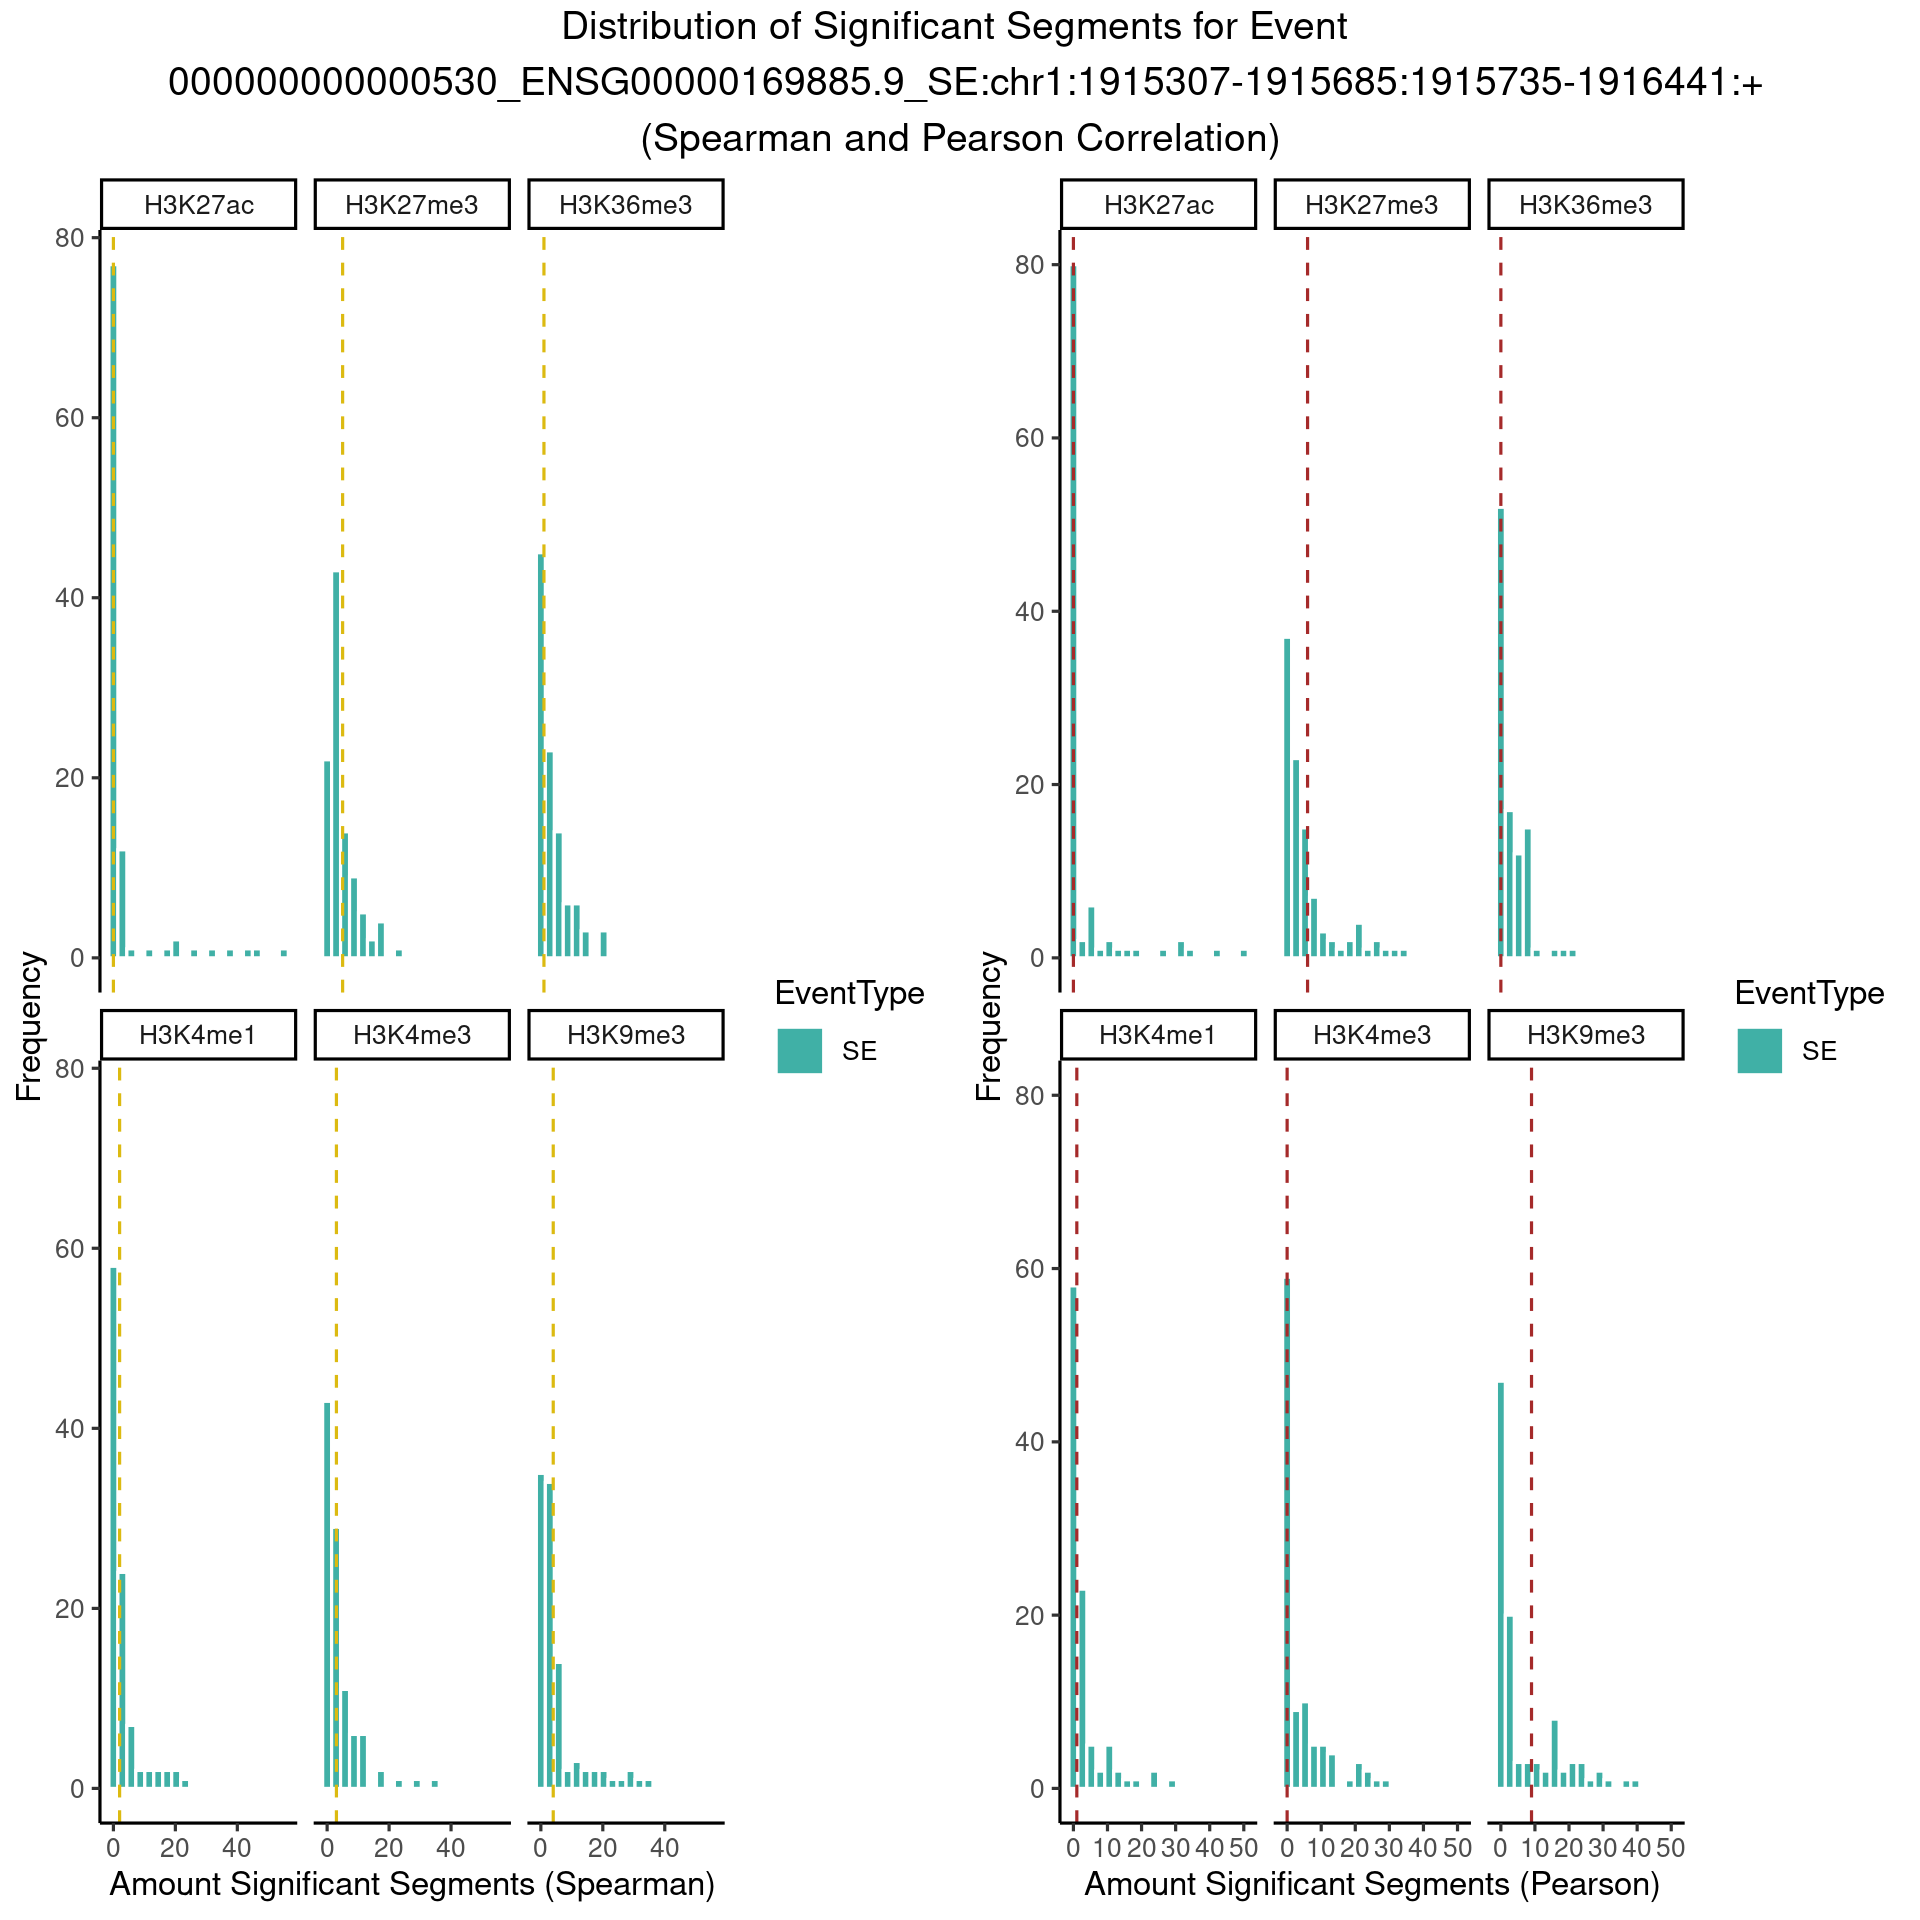 Distribution of Significant Segments for Event
000000000000530_ENSG00000169885.9_SE:chr1:1915307-1915685:1915735-1916441:+
(Spearman and Pearson Correlation)
H3K27ac H3K27me3 H3K36me3
80
60
40
20
0
H3K4me1 H3K4me3 H3K9me3
80
60
40
20
0
0 20 40 0 20 40 0 20 40
Frequency
Amount Significant Segments (Spearman)
EventType
SE
H3K27ac H3K27me3 H3K36me3
80
60
40
20
0
H3K4me1 H3K4me3 H3K9me3
80
60
40
20
0
0 10 20 30 40 50 0 10 20 30 40 50 0 10 20 30 40 50
Frequency
Amount Significant Segments (Pearson)
EventType
SE